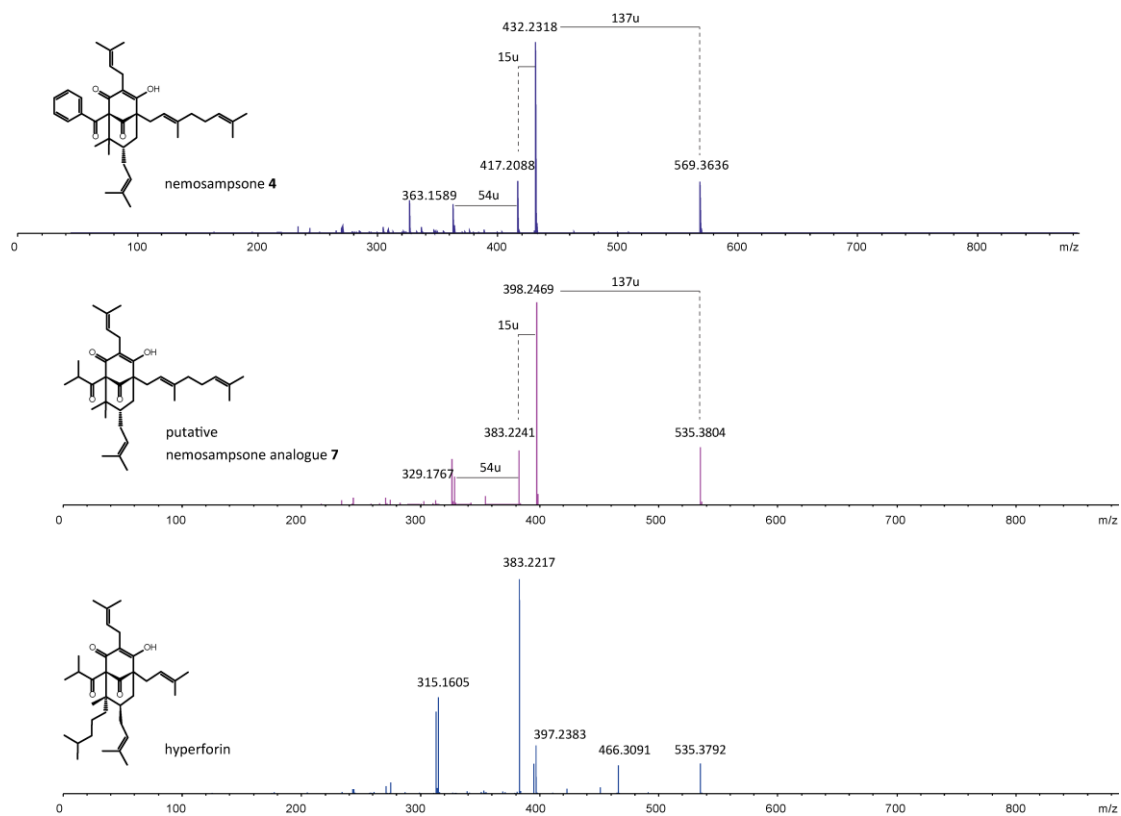 137u
432.2318
15u
O
OH
O
O
417.2088
569.3636
nemosampsone 4
363.1589
54u
0 100 200 300 400 500 600 700 800 m/z
137u
398.2469
15u
O
OH
O
O
383.2241
535.3804
putative
nemosampsone analogue 7
329.1767
54u
0 100 200 300 400 500 600 700 800 m/z
383.2217
O
OH
O
O
315.1605
397.2383
466.3091
535.3792
hyperforin
0 100 200 300 400 500 600 700 800 m/z